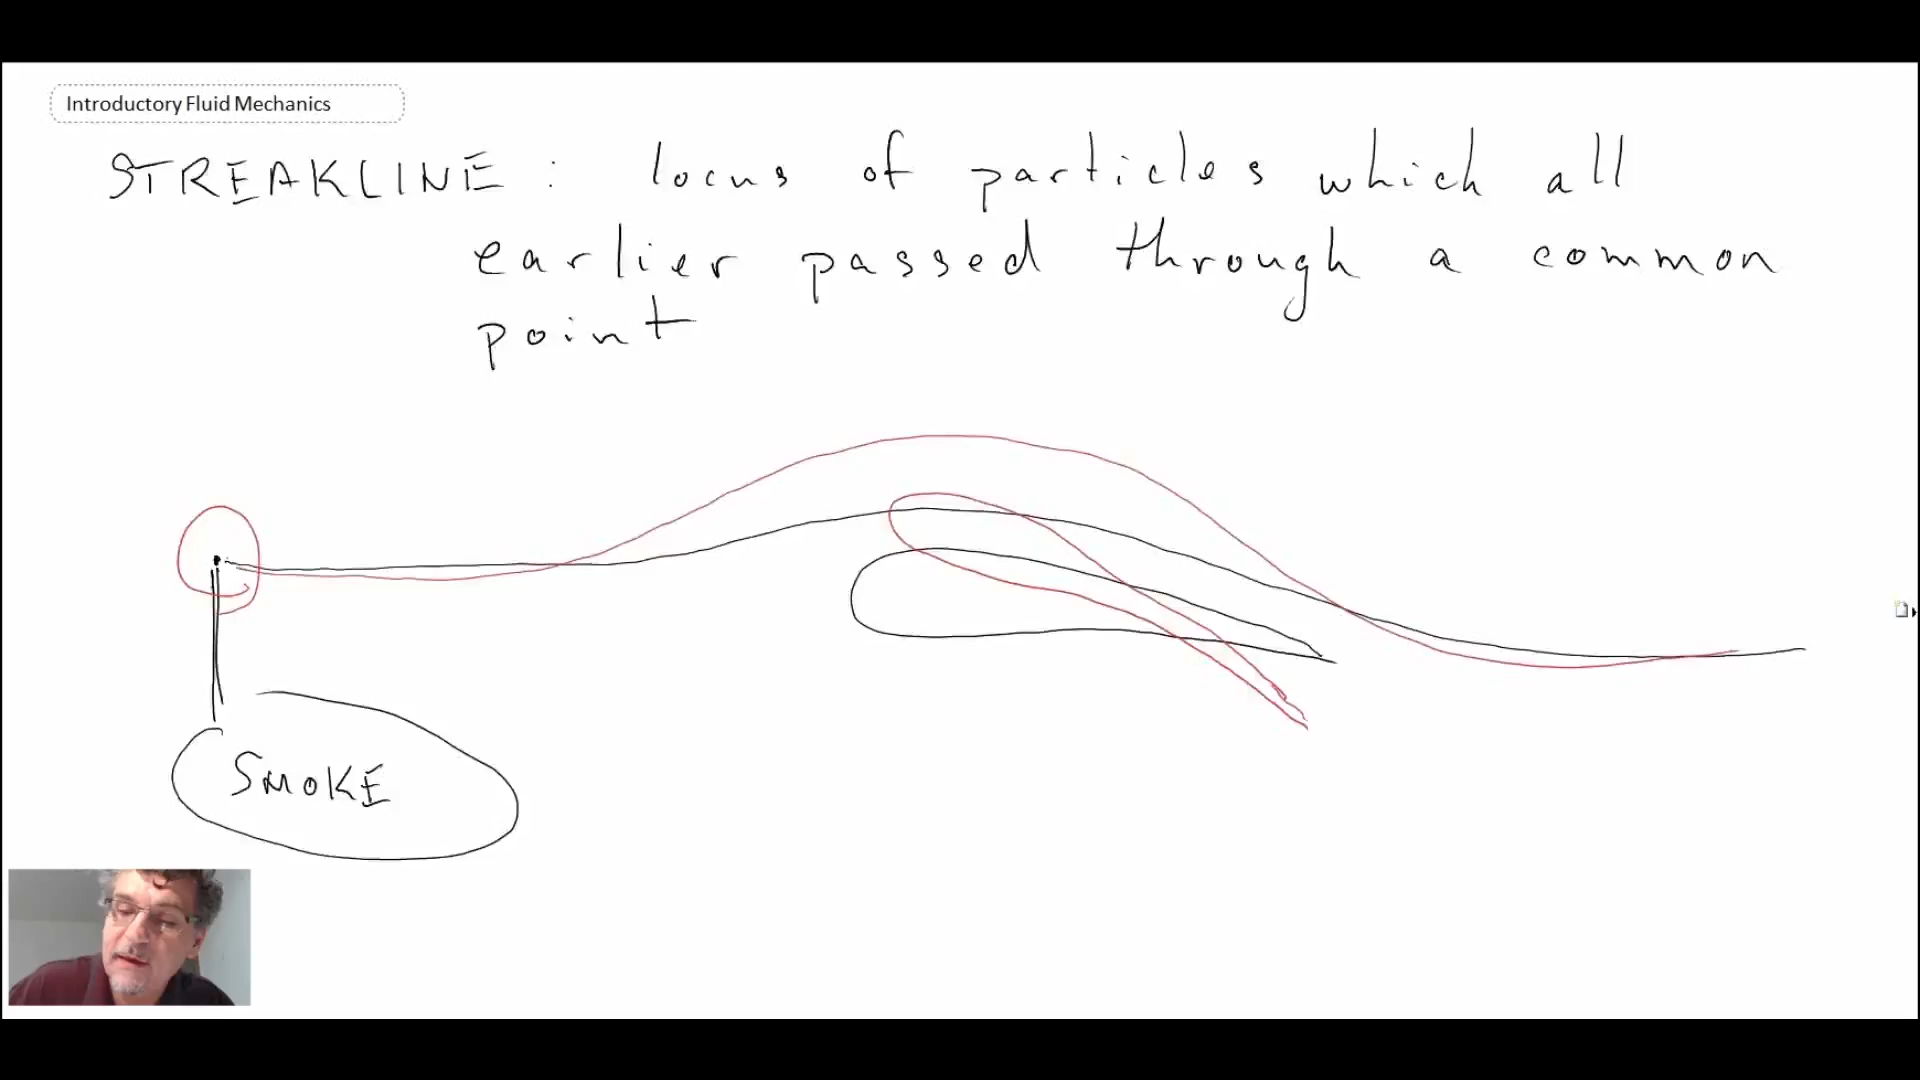 Introductory Fluid Mechanics
STREAKLINE : locus of particles which all
earlier passed through a common
point
SMOKE